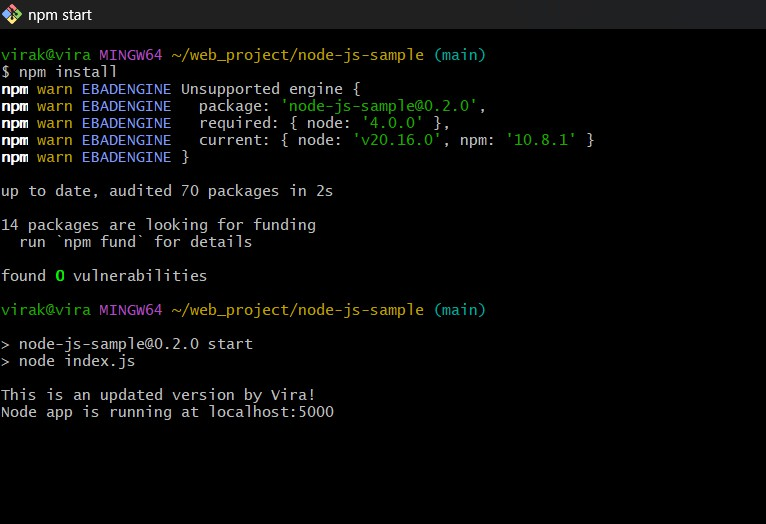 npm start
virak@vira MINGW64 ~/web_project/node-js-sample (main)
$ npm install
npm warn EBADENGINE Unsupported engine {
npm warn EBADENGINE   package: 'node-js-sample@0.2.0',
npm warn EBADENGINE   required: { node: '4.0.0' },
npm warn EBADENGINE   current: { node: 'v20.16.0', npm: '10.8.1' }
npm warn EBADENGINE }
up to date, audited 70 packages in 2s
14 packages are looking for funding
  run `npm fund` for details
found 0 vulnerabilities
virak@vira MINGW64 ~/web_project/node-js-sample (main)
> node-js-sample@0.2.0 start
> node index.js
This is an updated version by Vira!
Node app is running at localhost:5000